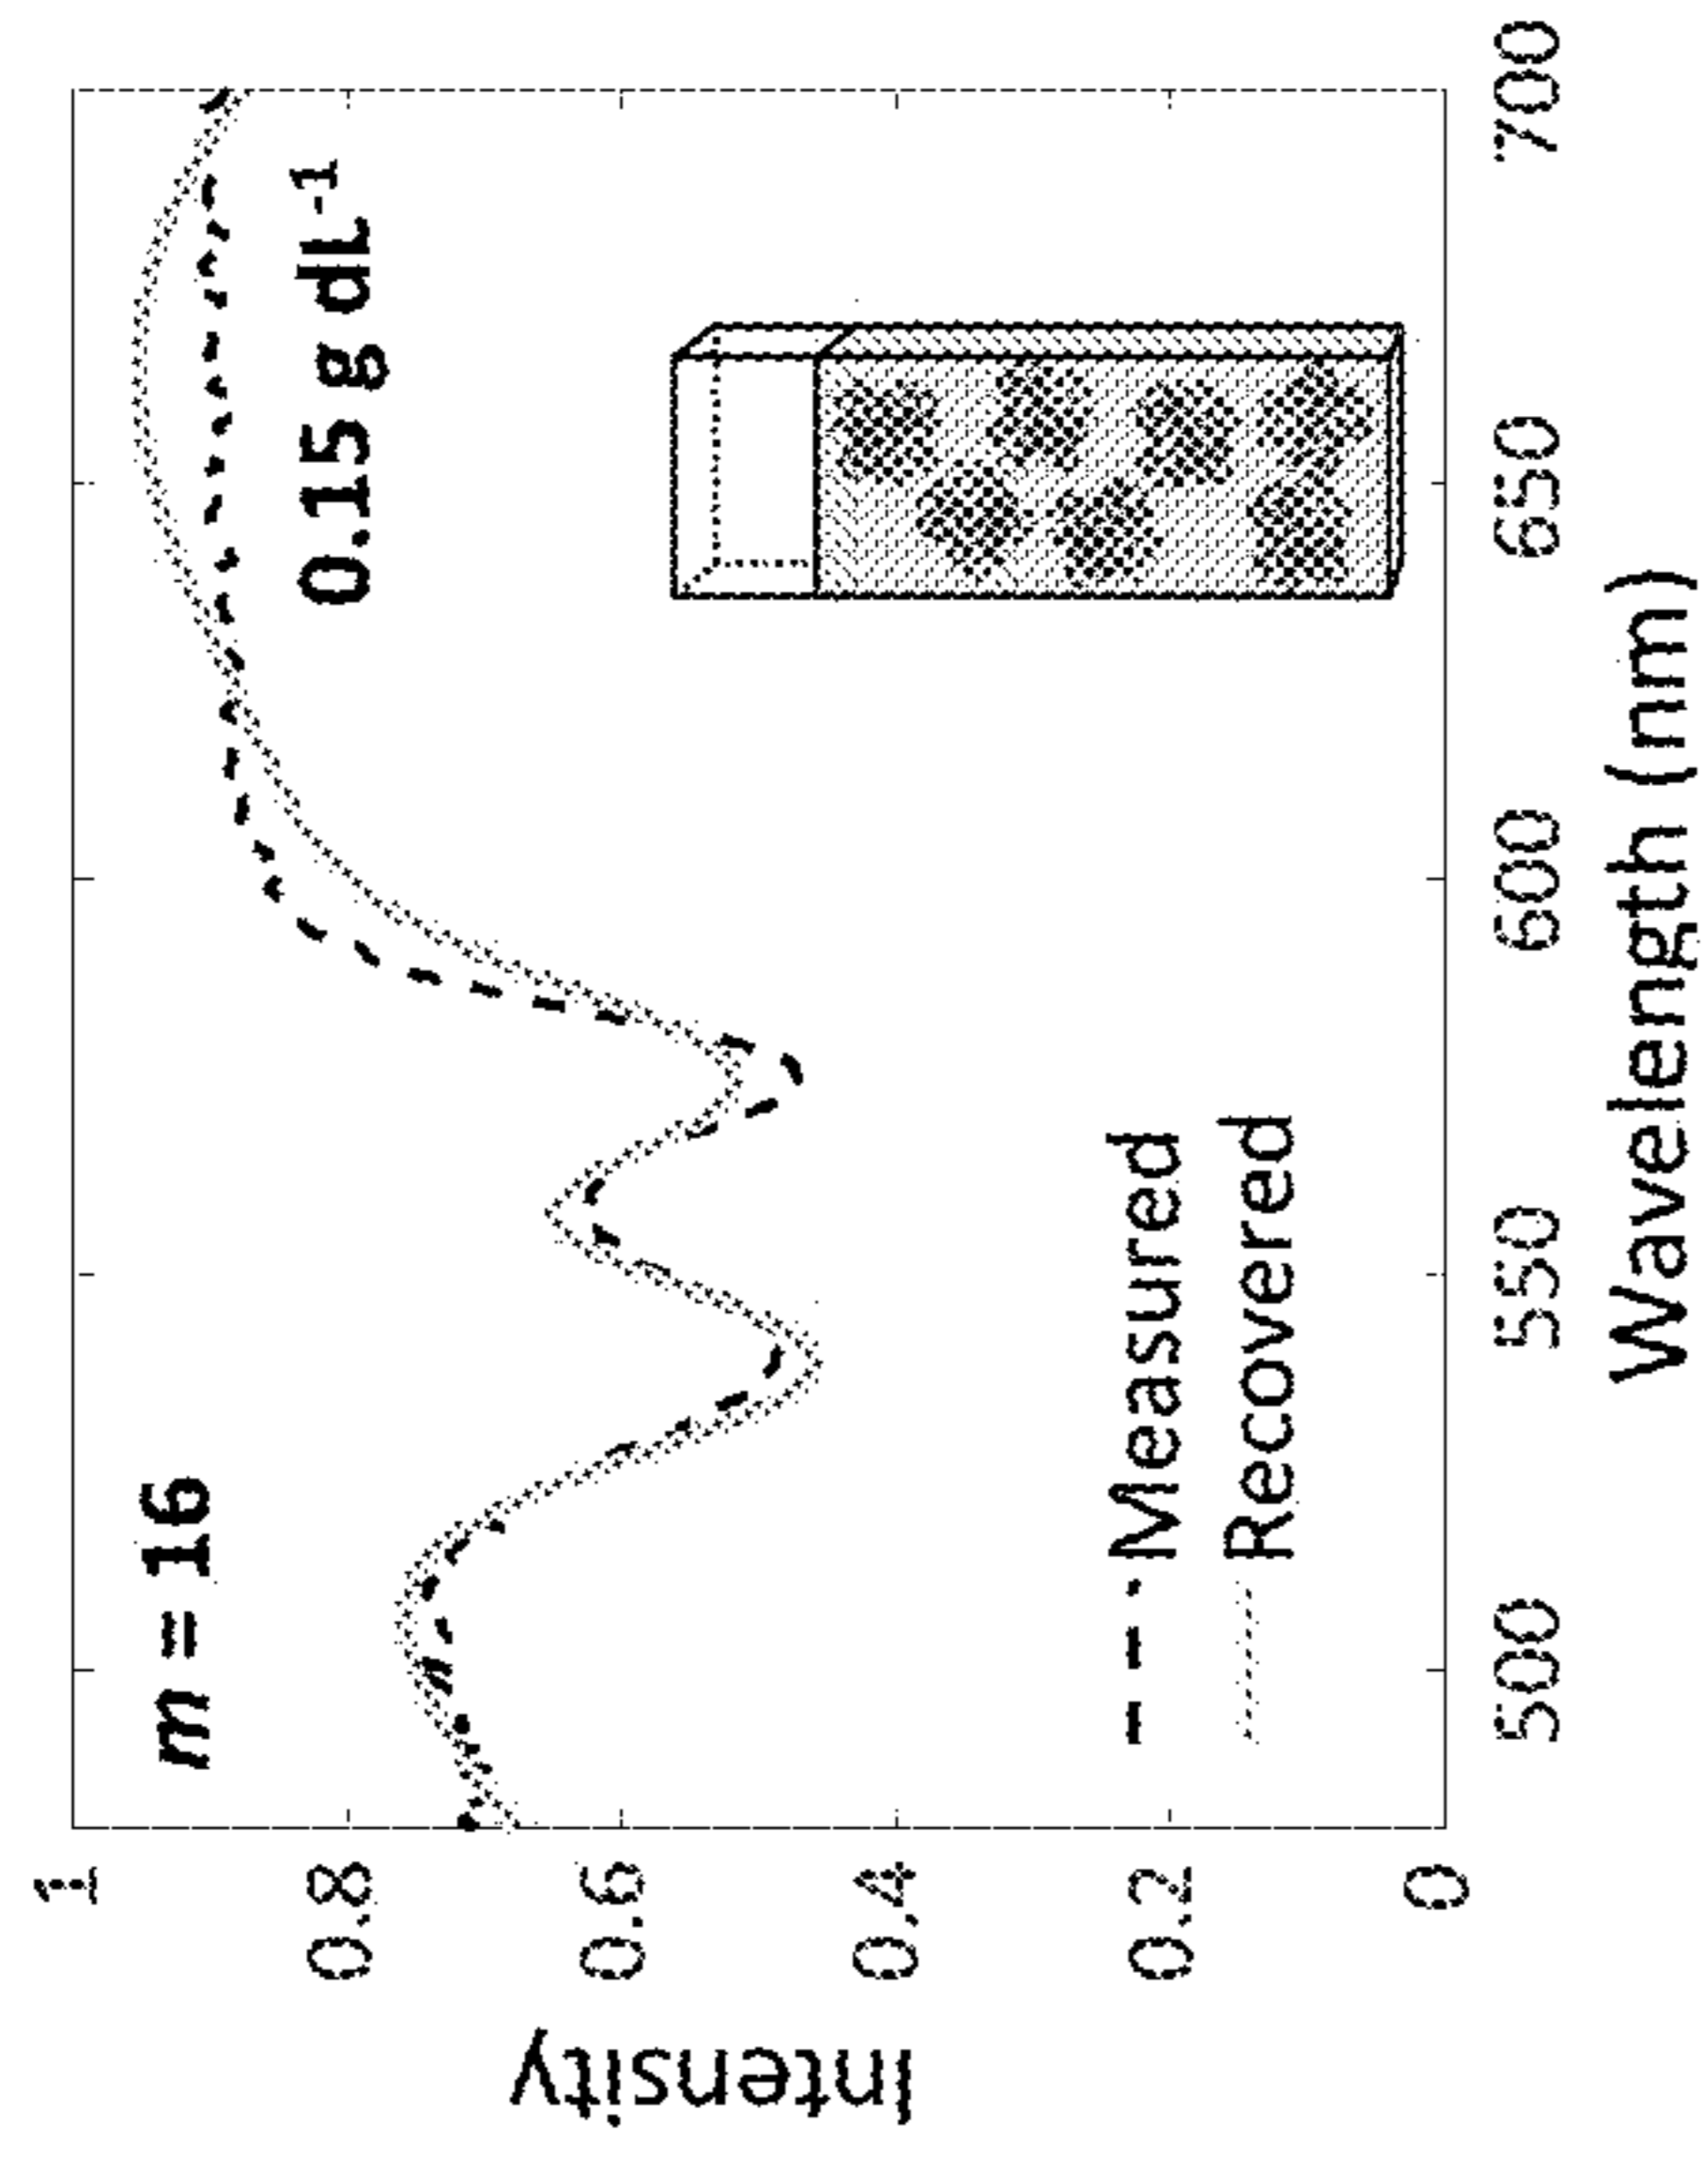 m = 16
0.15 g dL-1
Measured
Recovered
Intensity
1
0.8
0.6
0.4
0.2
0
500
550
600
650
700
Wavelength (nm)